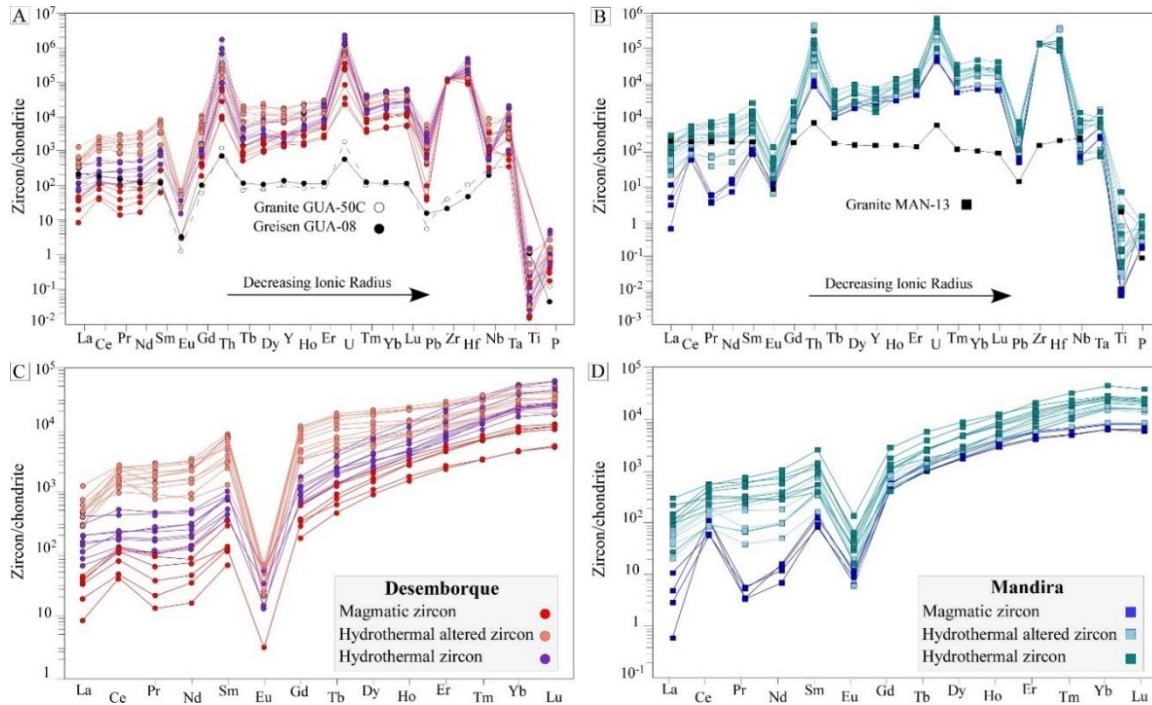 A
10^7
10^6
10^5
10^4
10^3
10^2
10
1
10^-1
10^-2
Zircon/chondrite
Granite GUA-50C
Greisen GUA-08
Decreasing Ionic Radius
La Ce Pr Nd Sm Eu Gd Th Tb Dy Y Ho Er U Tm Yb Lu Pb Zr Hf Nb Ta Ti P
B
10^6
10^5
10^4
10^3
10^2
10
1
10^-1
10^-2
10^-3
Zircon/chondrite
Granite MAN-13
Decreasing Ionic Radius
La Ce Pr Nd Sm Eu Gd Th Tb Dy Y Ho Er U Tm Yb Lu Pb Zr Hf Nb Ta Ti P
C
10^5
10^4
10^3
10^2
10
1
Zircon/chondrite
Desemborque
Magmatic zircon
Hydrothermal altered zircon
Hydrothermal zircon
La Ce Pr Nd Sm Eu Gd Tb Dy Ho Er Tm Yb Lu
D
10^5
10^4
10^3
10^2
10
1
10^-1
Zircon/chondrite
Mandira
Magmatic zircon
Hydrothermal altered zircon
Hydrothermal zircon
La Ce Pr Nd Sm Eu Gd Tb Dy Ho Er Tm Yb Lu